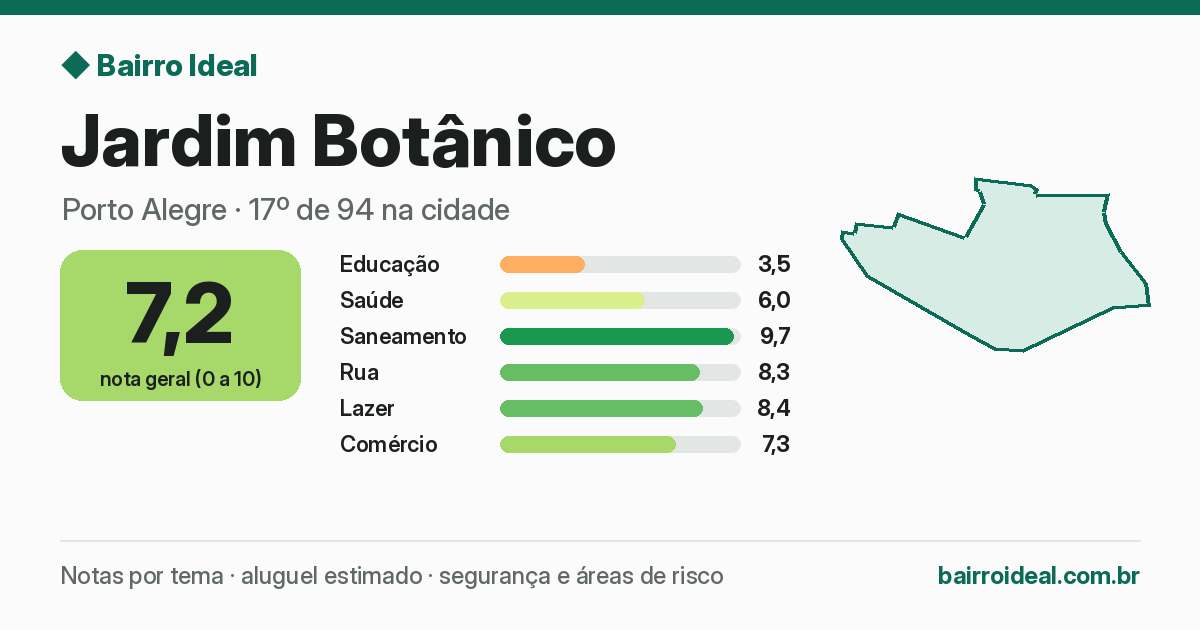 Bairro Ideal
Jardim Botânico
Porto Alegre · 17º de 94 na cidade
7,2
nota geral (0 a 10)
Educação 3,5
Saúde 6,0
Saneamento 9,7
Rua 8,3
Lazer 8,4
Comércio 7,3
Notas por tema · aluguel estimado · segurança e áreas de risco
bairroideal.com.br